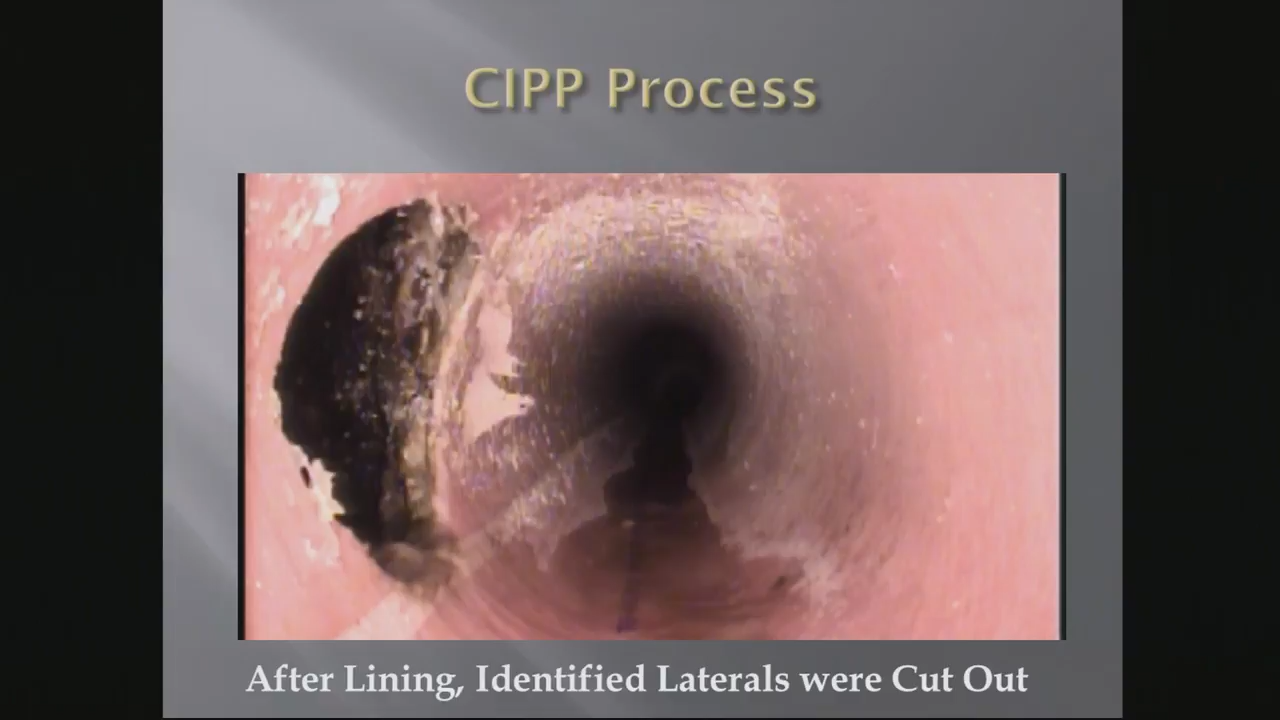 CIPP Process
After Lining, Identified Laterals were Cut Out